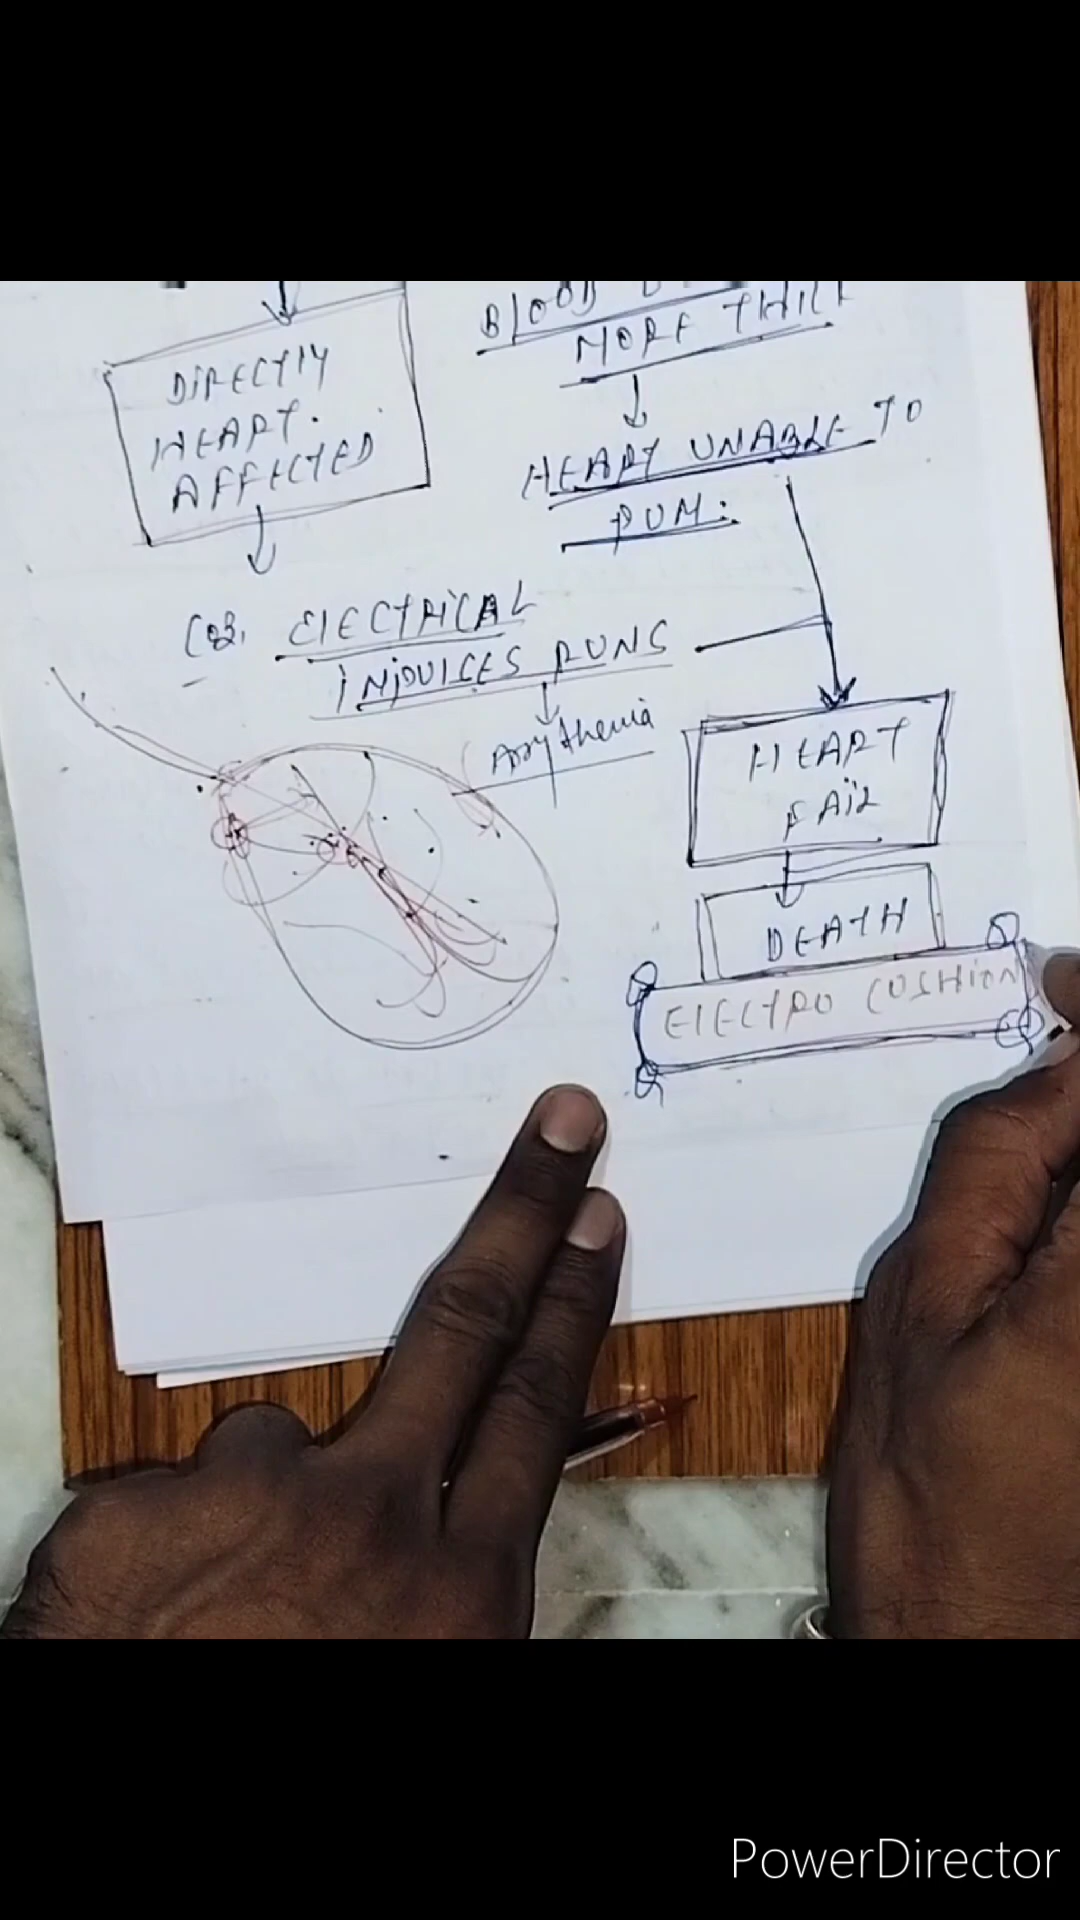 DIRECTLY
HEART.
AFFECTED
BLOOD
MORE THICK
HEART UNABLE TO
PUM.
Coz. ELECTRICAL
INJOUICES RUNS
Arrythemia
HEART
FAIL
DEATH
ELECTRO CUSHION
PowerDirector